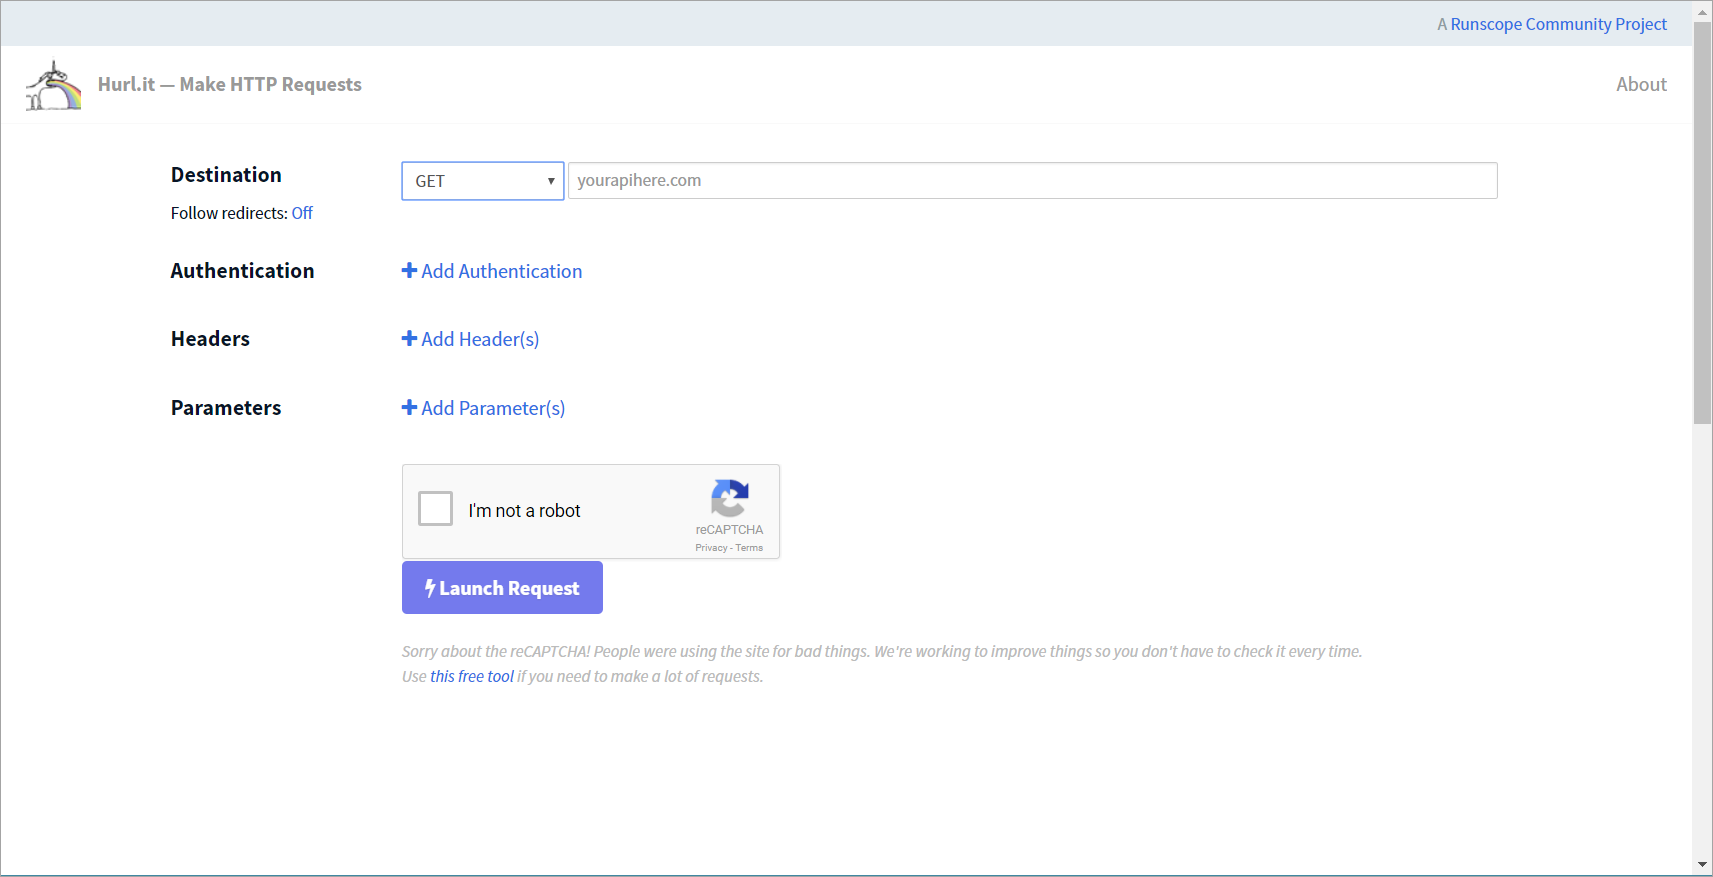 A Runscope Community Project
Hurl.it — Make HTTP Requests
About
Destination
GET
yourapihere.com
Follow redirects: Off
Authentication
Add Authentication
Headers
Add Header(s)
Parameters
Add Parameter(s)
I'm not a robot
reCAPTCHA
Privacy - Terms
Launch Request
Sorry about the reCAPTCHA! People were using the site for bad things. We're working to improve things so you don't have to check it every time.
Use this free tool if you need to make a lot of requests.